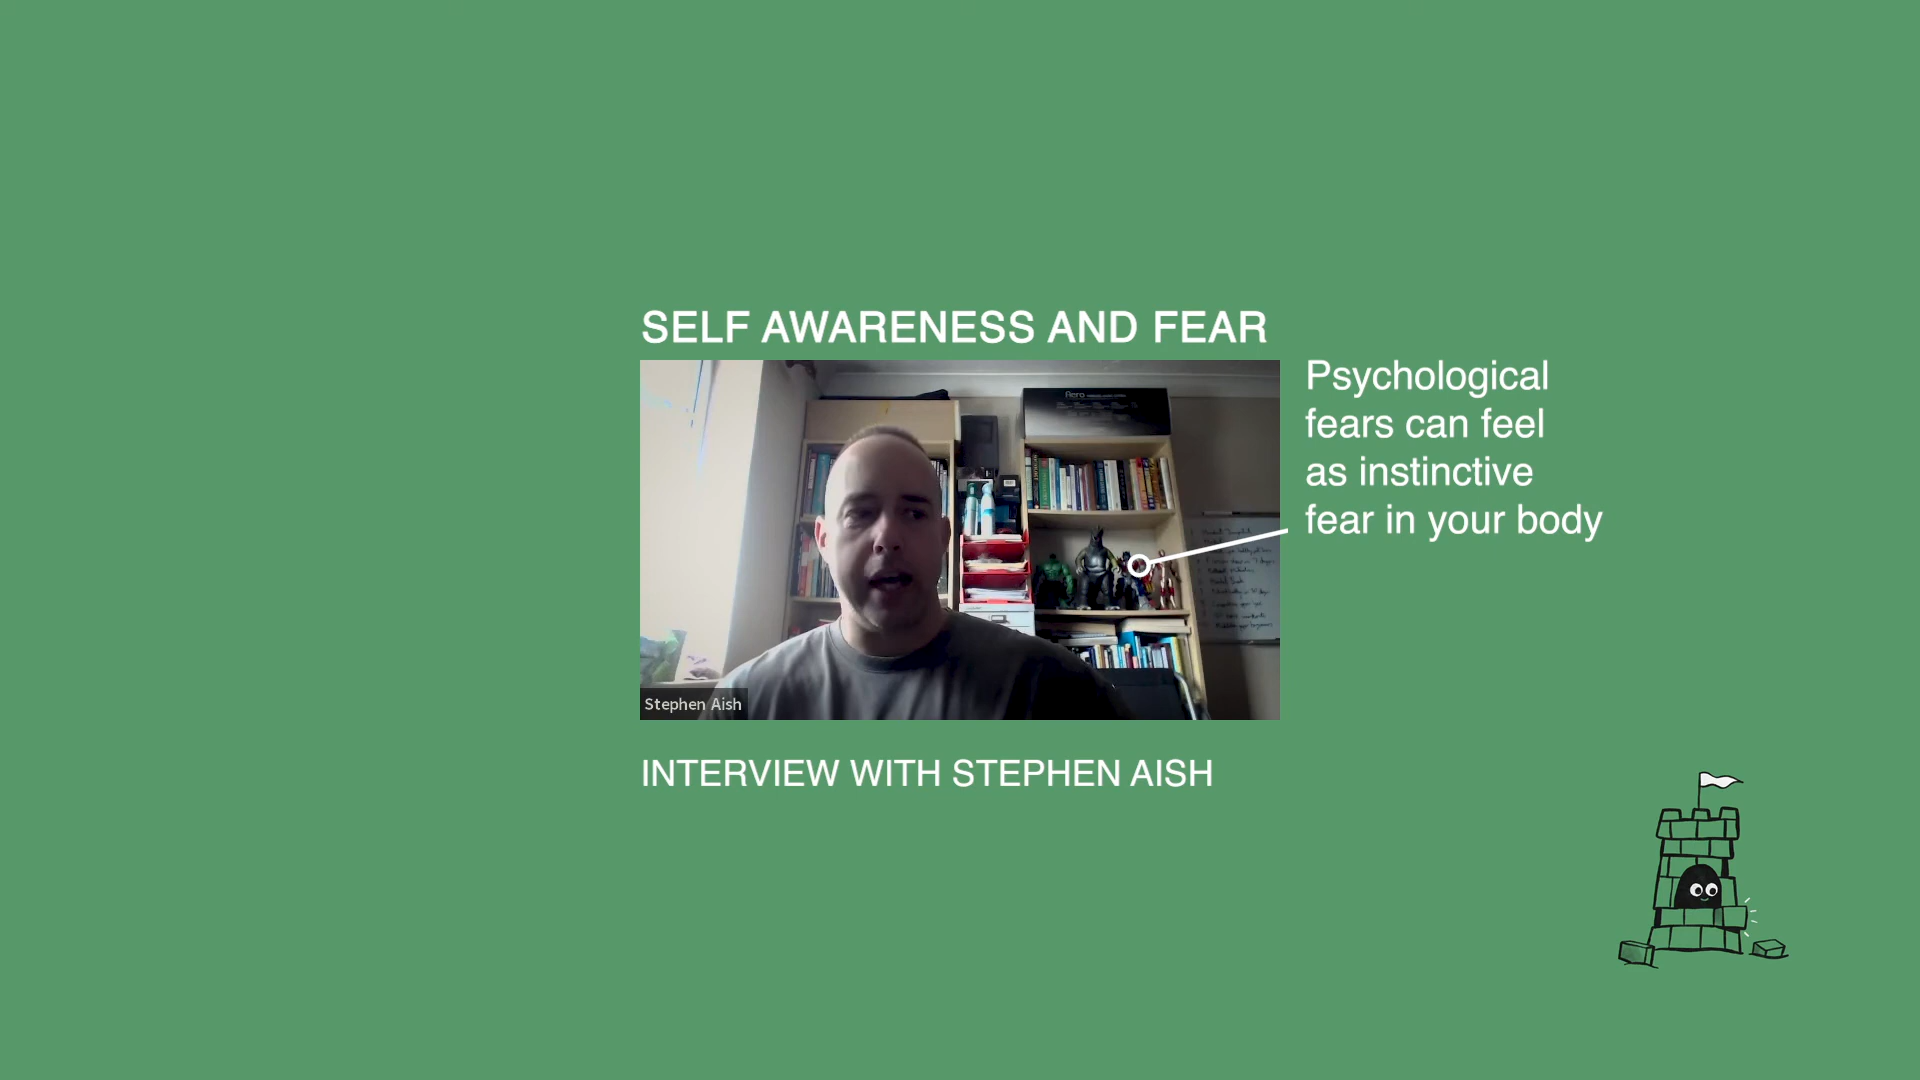 SELF AWARENESS AND FEAR
Psychological
fears can feel
as instinctive
fear in your body
Aero
Stephen Aish
INTERVIEW WITH STEPHEN AISH